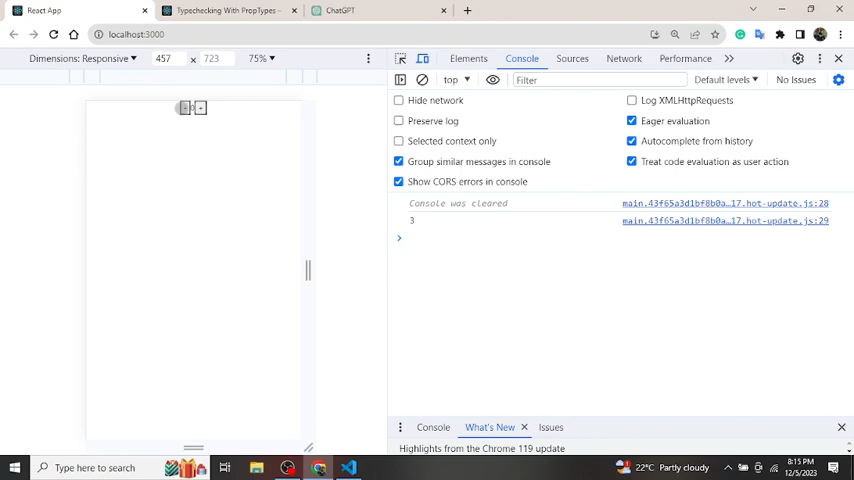 React App
Typechecking With PropTypes –
ChatGPT
localhost:3000
Dimensions: Responsive
457
×
723
75%
Elements
Console
Sources
Network
Performance
top
Filter
Default levels
No Issues
Hide network
Log XMLHttpRequests
Preserve log
Eager evaluation
Selected context only
Autocomplete from history
Group similar messages in console
Treat code evaluation as user action
Show CORS errors in console
Console was cleared
main.43f65a3d1bf8b0a…17.hot-update.js:28
3
main.43f65a3d1bf8b0a…17.hot-update.js:29
- 0 +
Console
What's New
Issues
Highlights from the Chrome 119 update
Type here to search
22°C Partly cloudy
8:15 PM
12/5/2023